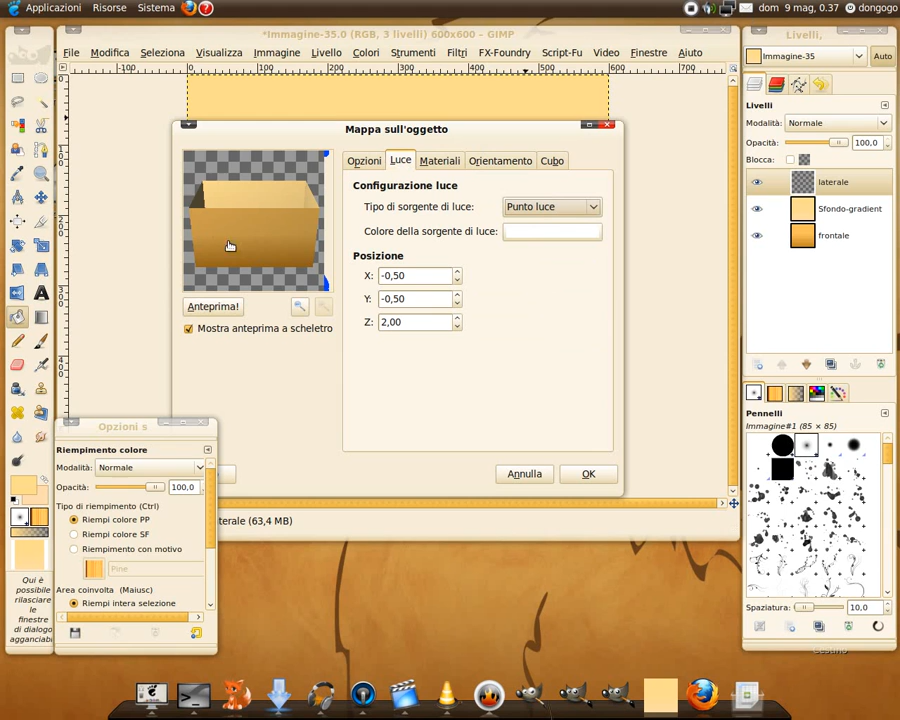 Applicazioni Risorse Sistema ? dom 9 mag, 0.37 dongogo
*Immagine-35.0 (RGB, 3 livelli) 600x600 – GIMP
File Modifica Seleziona Visualizza Immagine Livello Colori Strumenti Filtri FX-Foundry Script-Fu Video Finestre Aiuto
-100 0 100 200 300 400 500 600 700
Mappa sull'oggetto
Opzioni Luce Materiali Orientamento Cubo
Configurazione luce
Tipo di sorgente di luce: Punto luce
Colore della sorgente di luce:
Posizione
X: -0,50
Y: -0,50
Z: 2,00
Anteprima!
Mostra anteprima a scheletro
Annulla OK
terale (63,4 MB)
Opzioni s
Riempimento colore
Modalità: Normale
Opacità: 100,0
Tipo di riempimento (Ctrl)
Riempi colore PP
Riempi colore SF
Riempimento con motivo
Pine
Area coinvolta (Maiusc)
Riempi intera selezione
Qui è
possibile
rilasciare
le
finestre
di dialogo
agganciabi
Livelli,
Immagine-35 Auto
Livelli
Modalità: Normale
Opacità: 100,0
Blocca:
laterale
Sfondo-gradient
frontale
Pennelli
Immagine#1 (85 × 85)
Spaziatura: 10,0